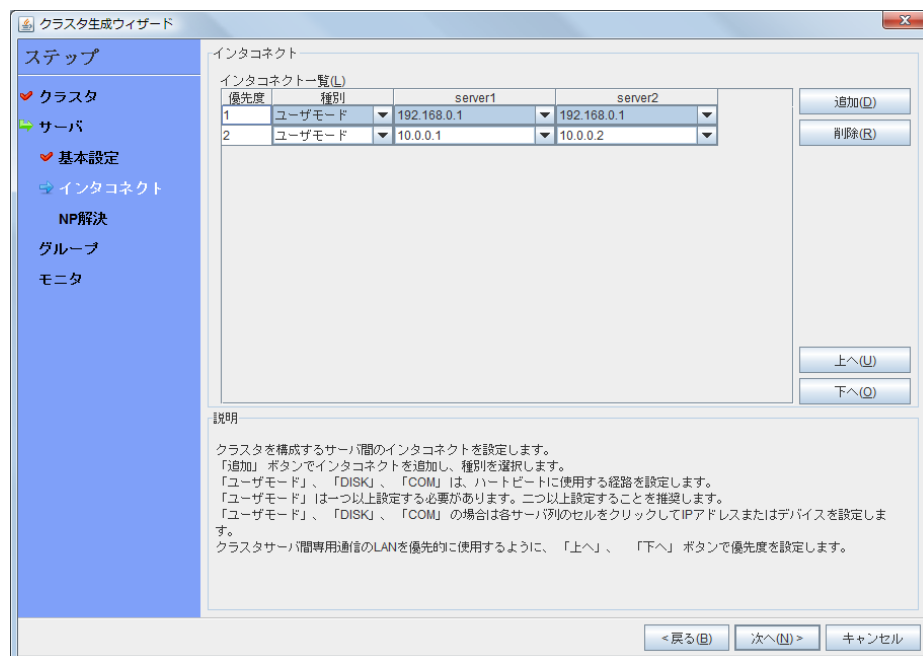 クラスタ生成ウィザード
ステップ
クラスタ
サーバ
基本設定
インタコネクト
NP解決
グループ
モニタ
インタコネクト
インタコネクト一覧(L)
優先度 種別 server1 server2
1 ユーザモード 192.168.0.1 192.168.0.1
2 ユーザモード 10.0.0.1 10.0.0.2
追加(D)
削除(R)
上へ(U)
下へ(O)
説明
クラスタを構成するサーバ間のインタコネクトを設定します。
「追加」 ボタンでインタコネクトを追加し、種別を選択します。
「ユーザモード」、 「DISK」、 「COM」 は、ハートビートに使用する経路を設定します。
「ユーザモード」 は一つ以上設定する必要があります。二つ以上設定することを推奨します。
「ユーザモード」、 「DISK」、 「COM」 の場合は各サーバ列のセルをクリックしてIPアドレスまたはデバイスを設定しま
す。
クラスタサーバ間専用通信のLANを優先的に使用するように、 「上へ」、 「下へ」 ボタンで優先度を設定します。
<戻る(B) 次へ(N)> キャンセル